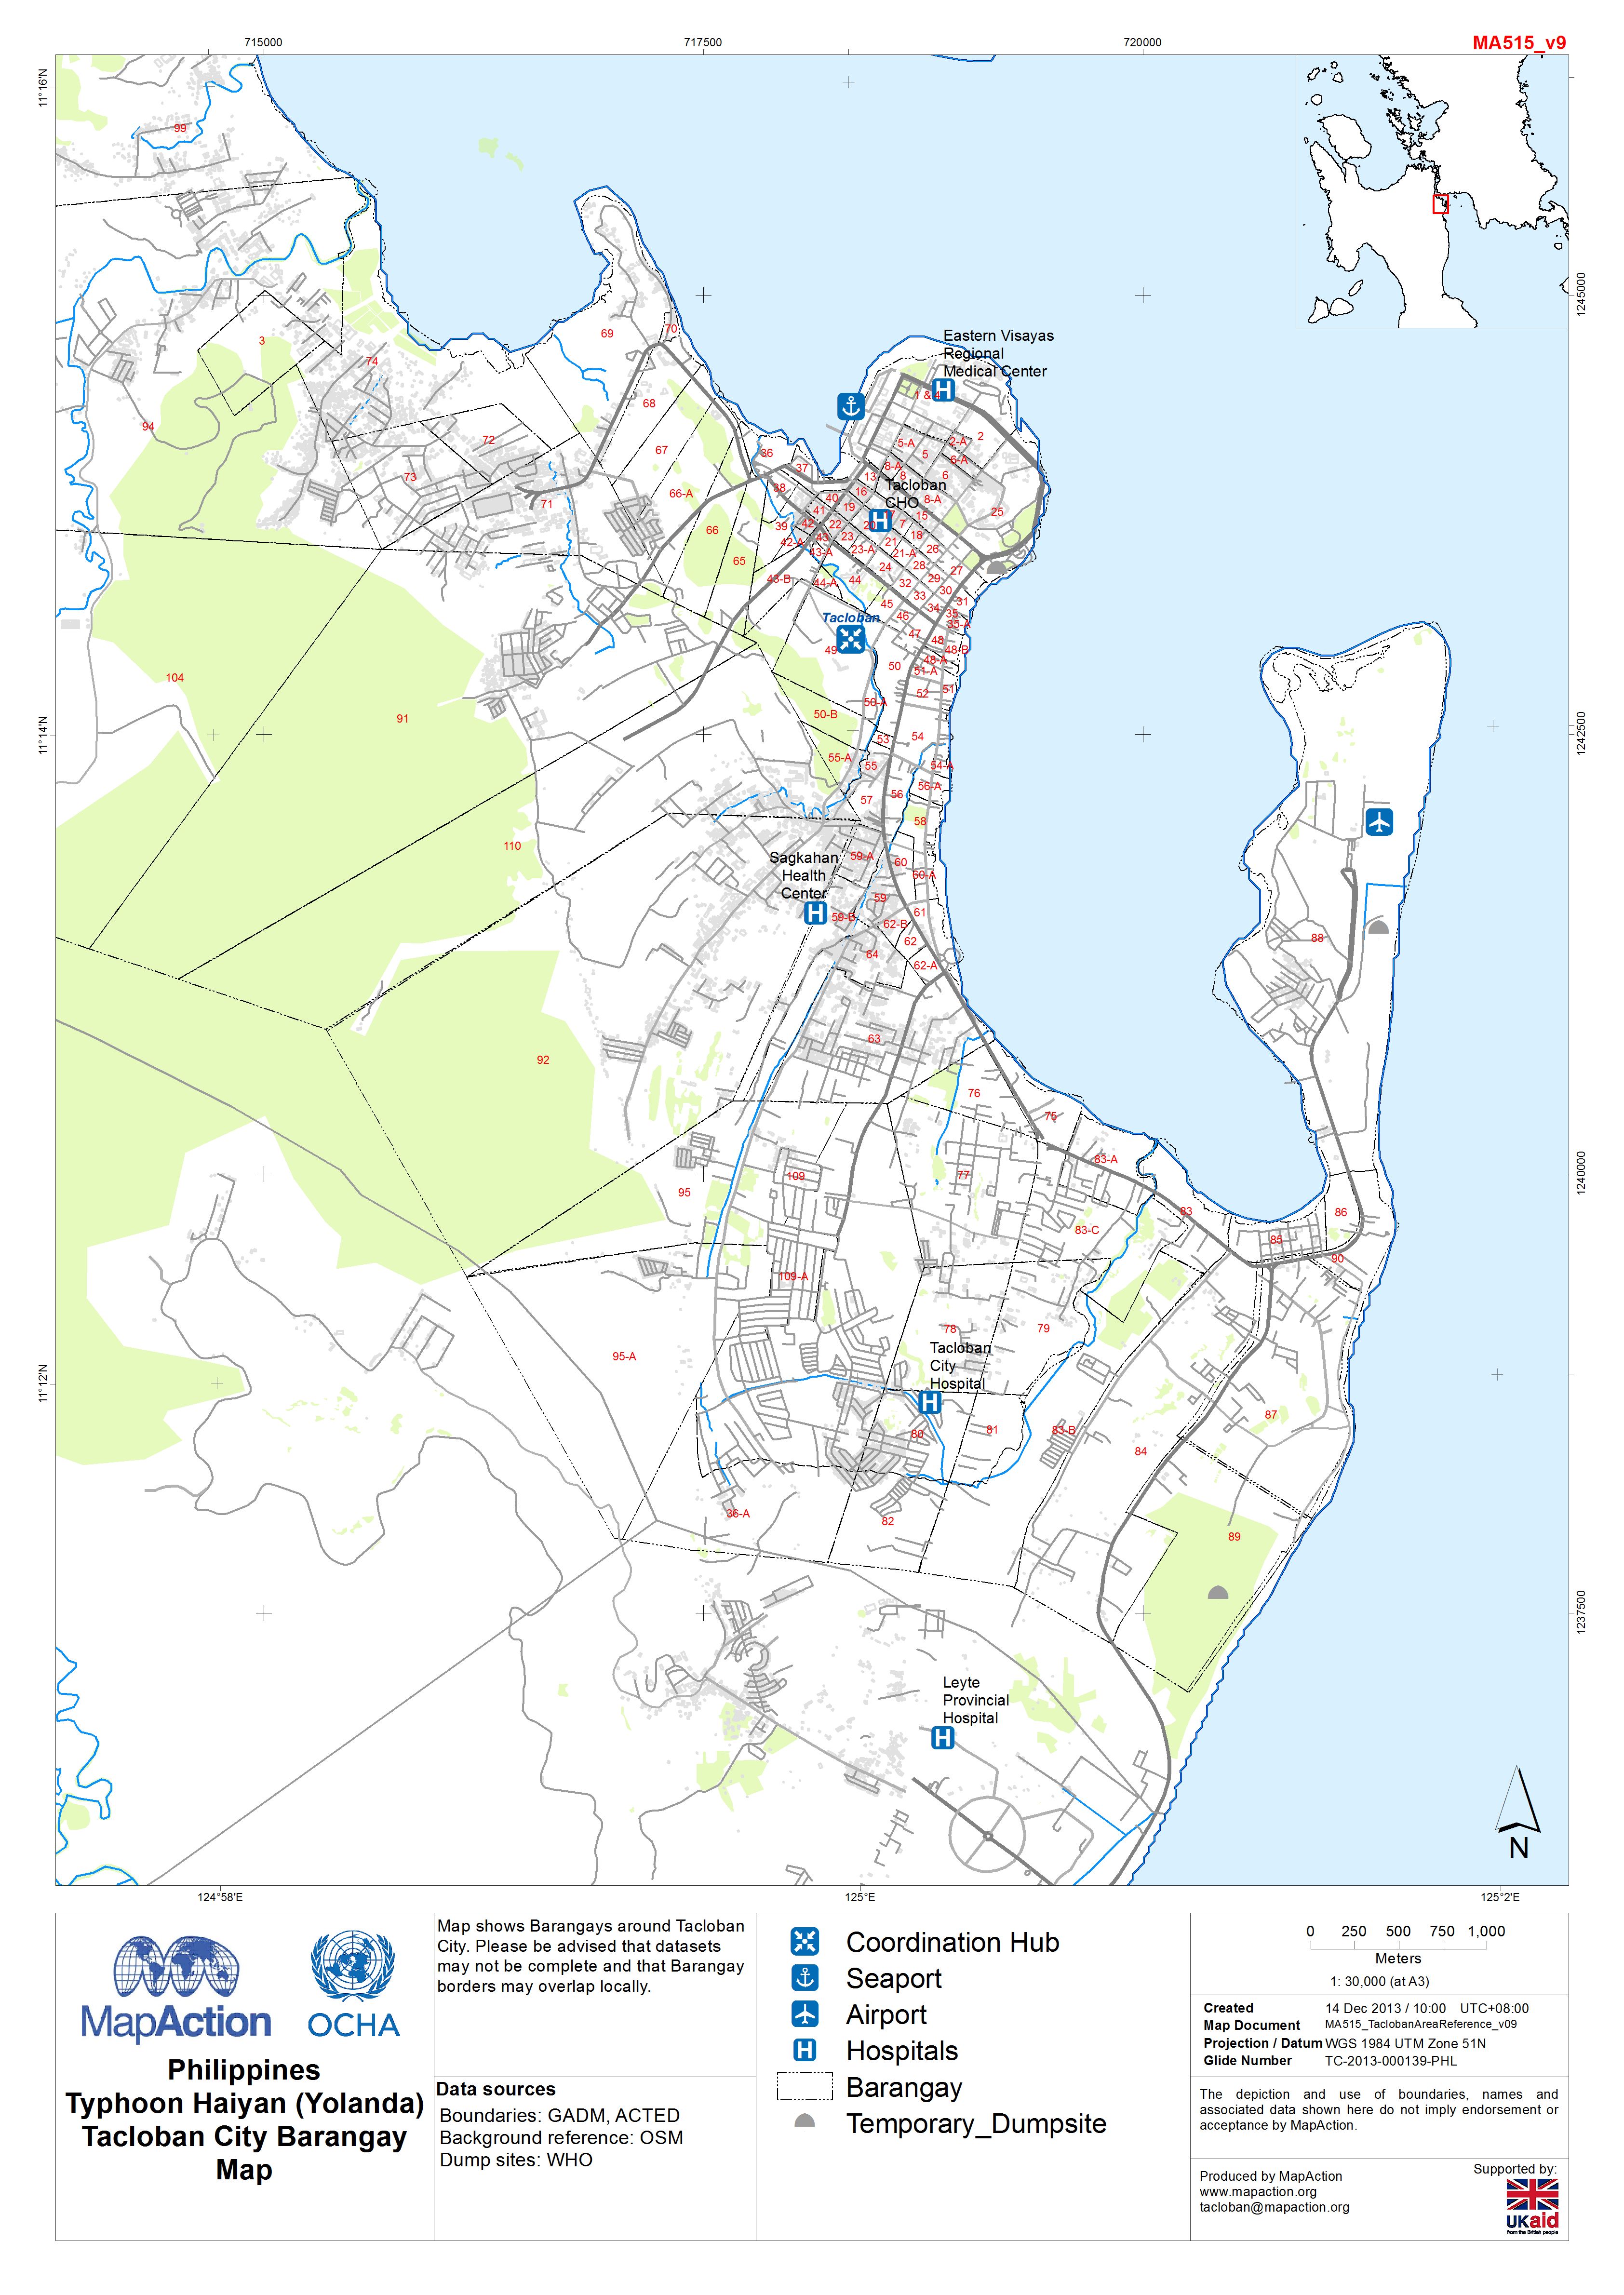 715000
717500
720000
MA515_v9
11°16'N
1245000
99
3
74
94
69
70
68
72
67
73
66-A
71
66
65
Eastern Visayas
Regional
Medical Center
2
2-A
5-A
5
6-A
8-A
8
6
13
36
37
38
16
Tacloban
CHO
8-A
40
19
41
15
25
39
42
22
20
7
18
42-A
43
23
21
26
43-A
23-A
21-A
43-B
44-A
44
24
28
27
32
29
30
33
31
45
34
35
46
35-A
Tacloban
47
48
49
48-B
48-A
50
51-A
52
51
50-A
50-B
53
54
55-A
55
54-A
56-A
57
56
58
104
91
11°14'N
1242500
110
Sagkahan
Health
Center
59-A
60
60-A
59
59-B
61
62-B
62
64
62-A
88
63
92
76
75
83-A
109
77
95
1240000
83
86
83-C
85
90
109-A
78
79
95-A
Tacloban
City
Hospital
11°12'N
80
81
83-B
87
84
36-A
82
89
1237500
Leyte
Provincial
Hospital
N
124°58'E
125°E
125°2'E
MapAction
OCHA
Philippines
Typhoon Haiyan (Yolanda)
Tacloban City Barangay
Map
Map shows Barangays around Tacloban
City. Please be advised that datasets
may not be complete and that Barangay
borders may overlap locally.
Data sources
Boundaries: GADM, ACTED
Background reference: OSM
Dump sites: WHO
Coordination Hub
Seaport
Airport
Hospitals
Barangay
Temporary_Dumpsite
0 250 500 750 1,000
Meters
1: 30,000 (at A3)
Created 14 Dec 2013 / 10:00 UTC+08:00
Map Document MA515_TaclobanAreaReference_v09
Projection / Datum WGS 1984 UTM Zone 51N
Glide Number TC-2013-000139-PHL
The depiction and use of boundaries, names and
associated data shown here do not imply endorsement or
acceptance by MapAction.
Produced by MapAction
www.mapaction.org
tacloban@mapaction.org
Supported by:
UKaid
from the British people